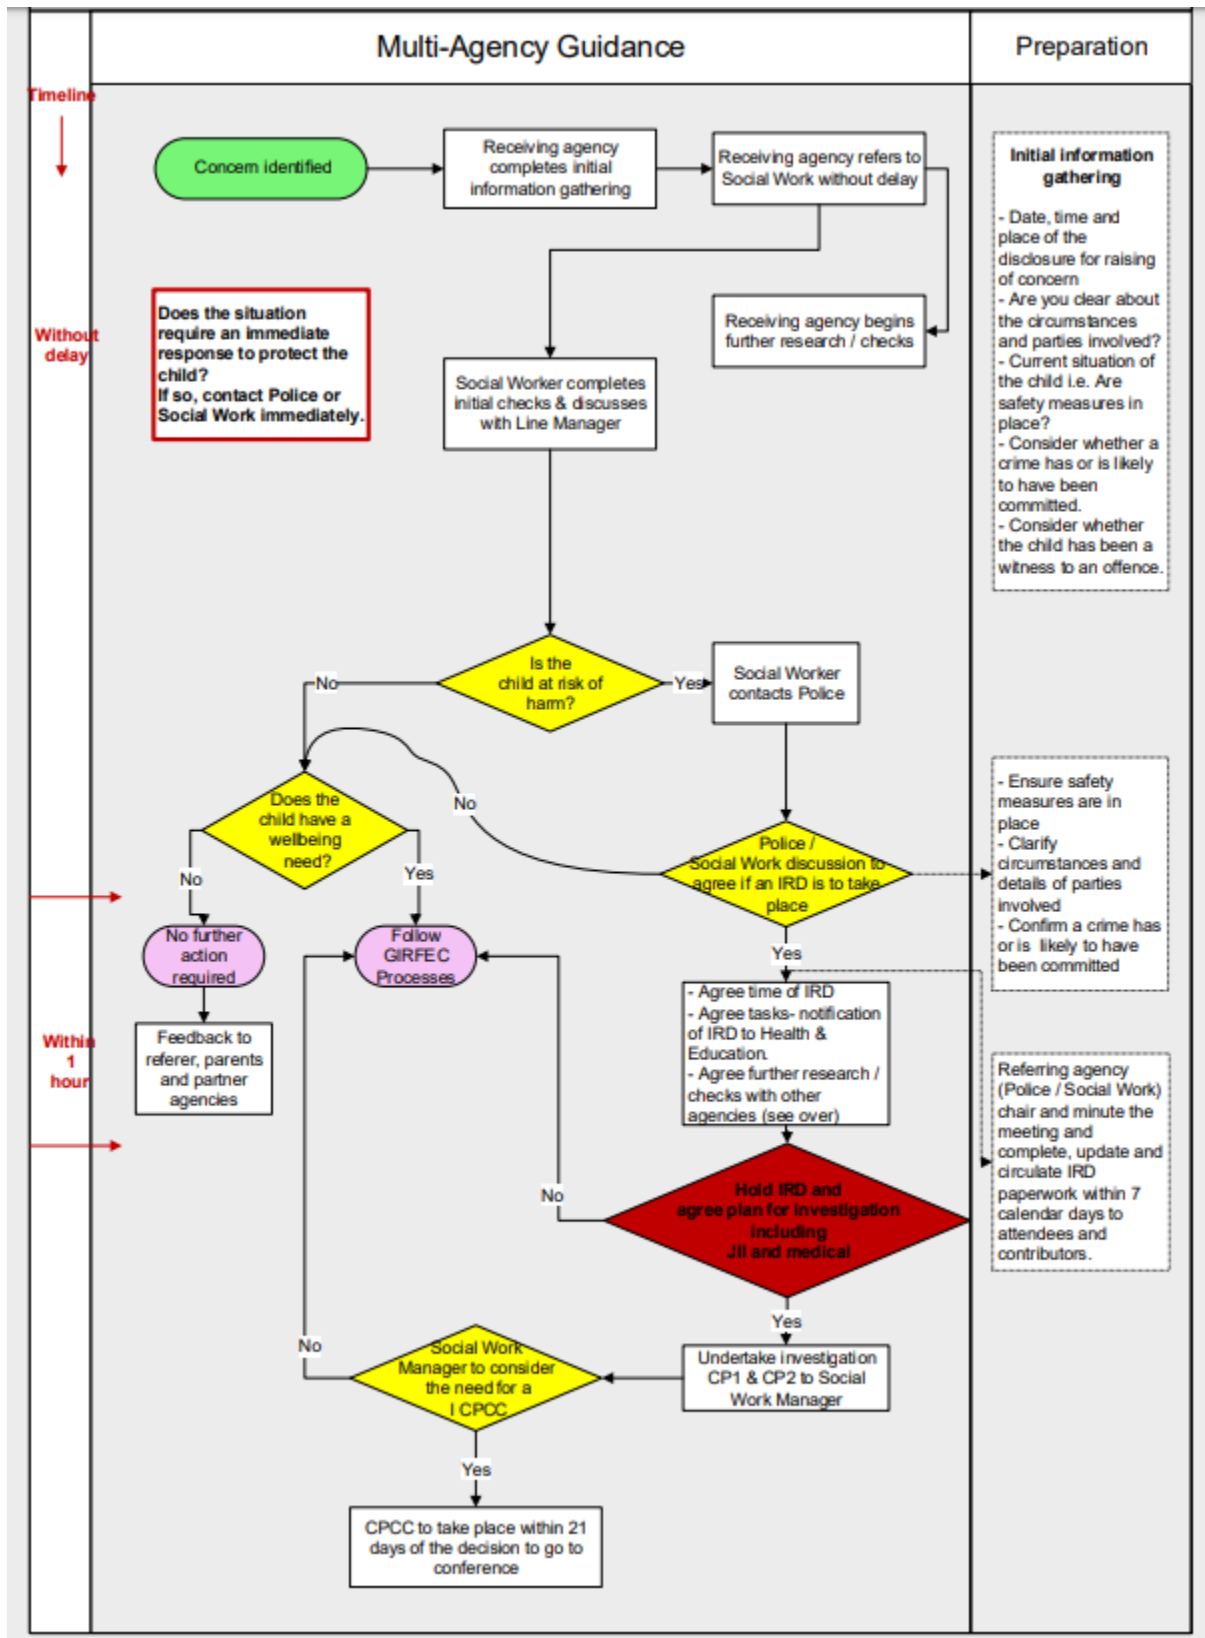 Multi-Agency Guidance
Preparation
Timeline
Concern identified
Receiving agency
completes initial
information gathering
Receiving agency refers to
Social Work without delay
Receiving agency begins
further research / checks
Without
delay
Does the situation
require an immediate
response to protect the
child?
If so, contact Police or
Social Work immediately.
Social Worker completes
initial checks & discusses
with Line Manager
Initial information
gathering
- Date, time and
place of the
disclosure for raising
of concern
- Are you clear about
the circumstances
and parties involved?
- Current situation of
the child i.e. Are
safety measures in
place?
- Consider whether a
crime has or is likely
to have been
committed.
- Consider whether
the child has been a
witness to an offence.
Is the
child at risk of
harm?
No
Yes
Social Worker
contacts Police
Does the
child have a
wellbeing
need?
No
No
Yes
Police /
Social Work discussion to
agree if an IRD is to take
place
- Ensure safety
measures are in
place
- Clarify
circumstances and
details of parties
involved
- Confirm a crime has
or is likely to have
been committed
No further
action
required
Follow
GIRFEC
Processes
Yes
Within
1
hour
Feedback to
referer, parents
and partner
agencies
- Agree time of IRD
- Agree tasks- notification
of IRD to Health &
Education.
- Agree further research /
checks with other
agencies (see over)
Referring agency
(Police / Social Work)
chair and minute the
meeting and
complete, update and
circulate IRD
paperwork within 7
calendar days to
attendees and
contributors.
No
Hold IRD and
agree plan for investigation
including
JII and medical
Yes
No
Social Work
Manager to consider
the need for a
I CPCC
Undertake investigation
CP1 & CP2 to Social
Work Manager
Yes
CPCC to take place within 21
days of the decision to go to
conference